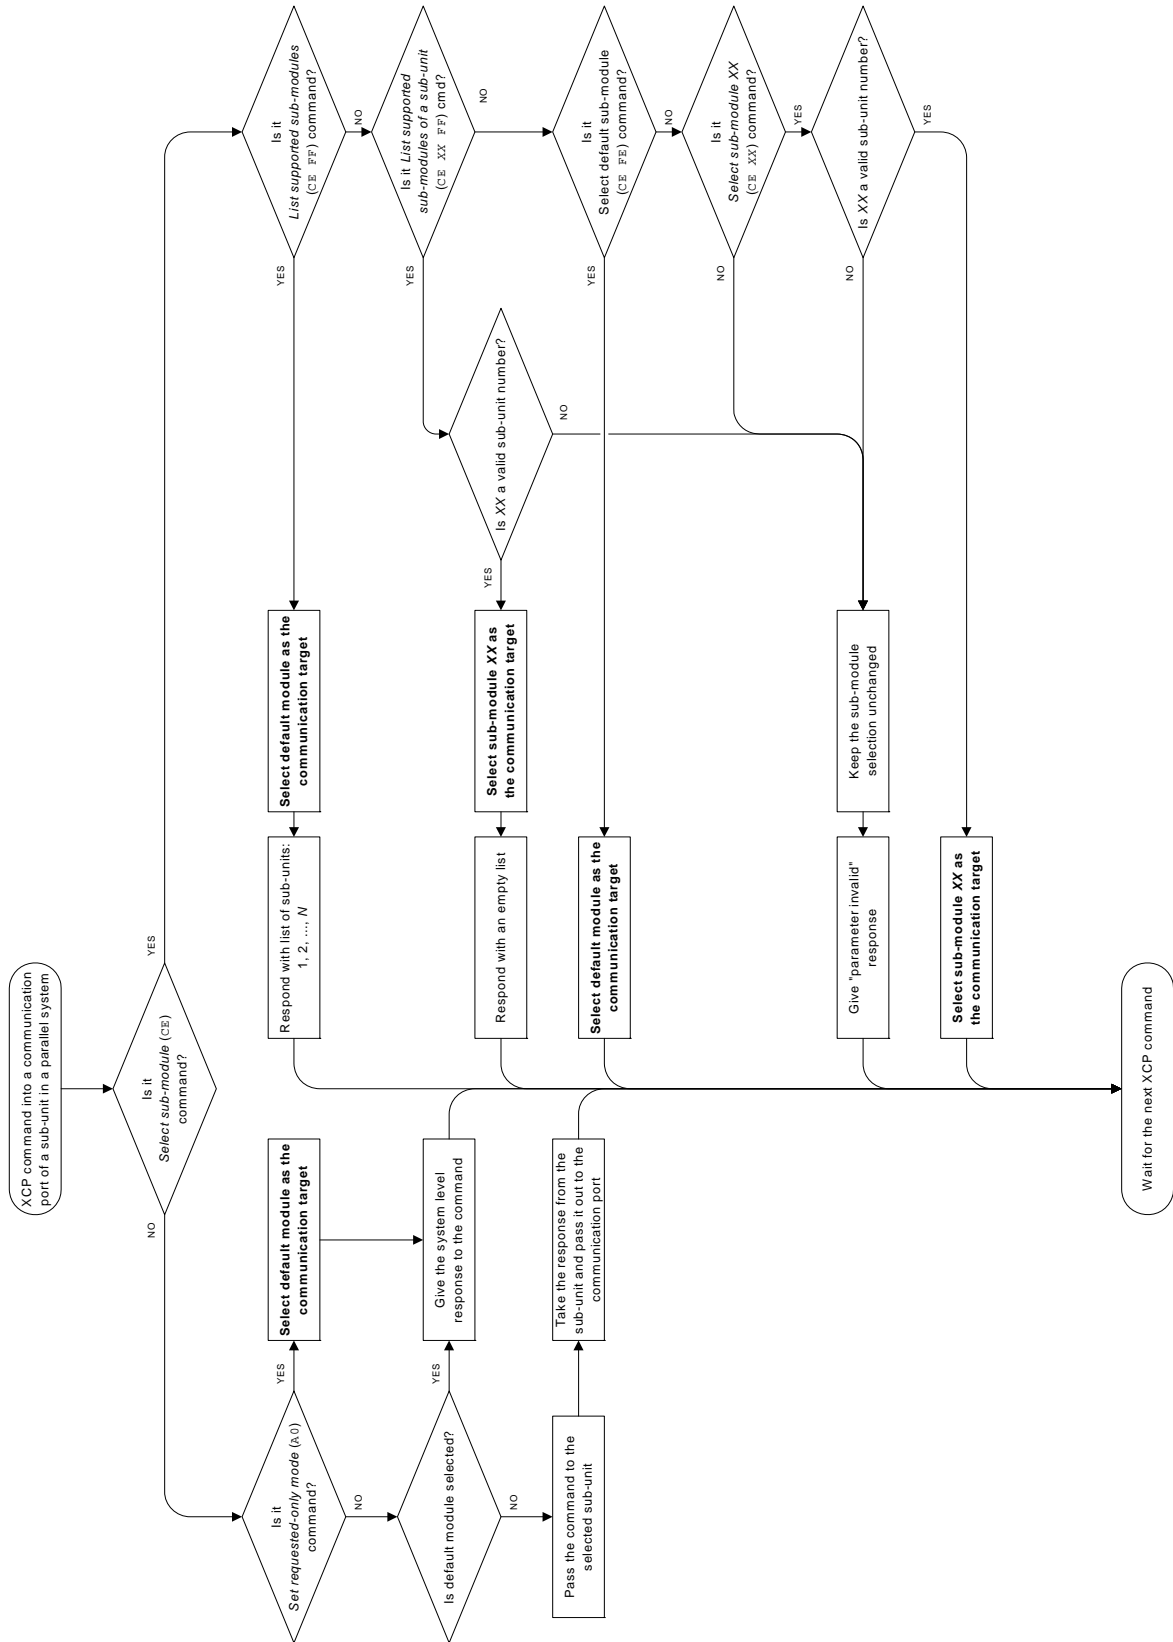 XCP command into a communication
port of a sub-unit in a parallel system
Is it
Select sub-module (CE)
command?
NO
YES
Is it
Set requested-only mode (A0)
command?
YES
NO
Select default module as the
communication target
Is default module selected?
YES
NO
Give the system level
response to the command
Pass the command to the
selected sub-unit
Take the response from the
sub-unit and pass it out to the
communication port
Is it
List supported sub-modules
(CE FF) command?
YES
NO
Select default module as the
communication target
Respond with list of sub-units:
1, 2, ..., N
Is it List supported
sub-modules of a sub-unit
(CE XX FF) cmd?
YES
NO
Is XX a valid sub-unit number?
YES
NO
Select sub-module XX as
the communication target
Respond with an empty list
Is it
Select default sub-module
(CE FE) command?
YES
NO
Select default module as the
communication target
Is it
Select sub-module XX
(CE XX) command?
NO
YES
Is XX a valid sub-unit number?
NO
YES
Keep the sub-module
selection unchanged
Give "parameter invalid"
response
Select sub-module XX as
the communication target
Wait for the next XCP command